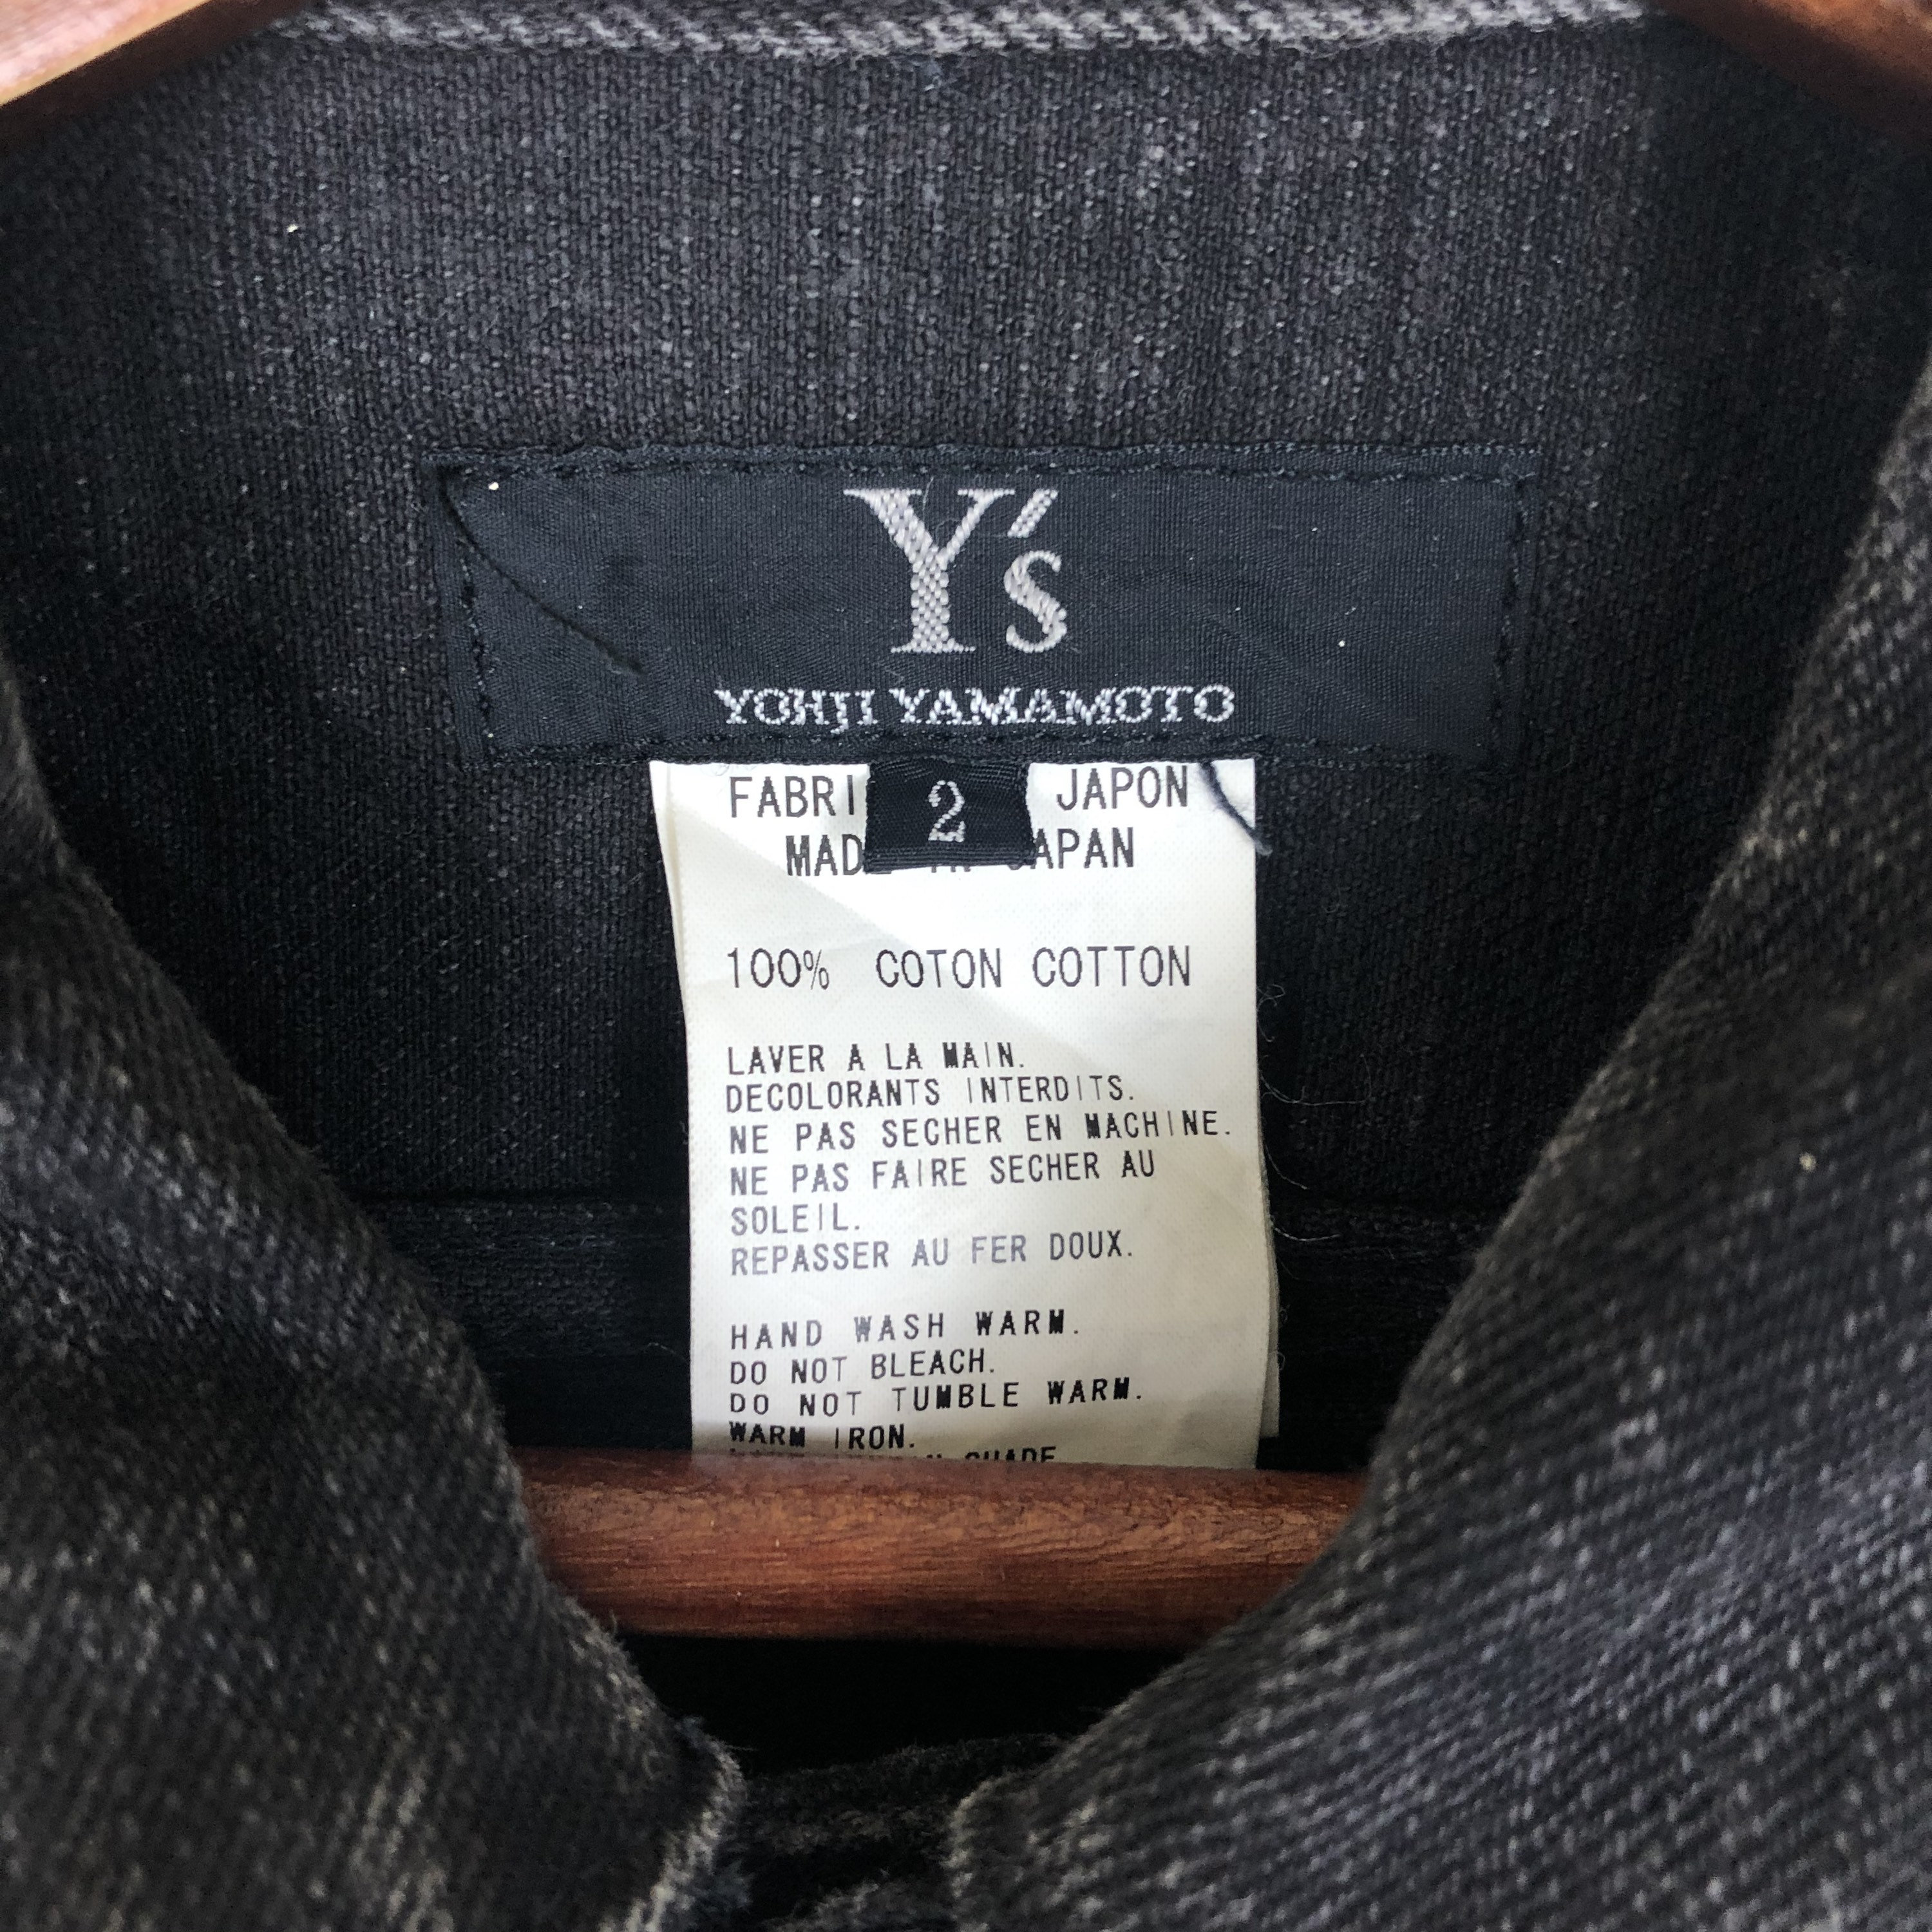 Y's
YOHJI YAMAMOTO
2
FABRI JAPON
MADE IN JAPAN
100% COTON COTTON
LAVER A LA MAIN.
DECOLORANTS INTERDITS.
NE PAS SECHER EN MACHINE.
NE PAS FAIRE SECHER AU
SOLEIL.
REPASSER AU FER DOUX.
HAND WASH WARM.
DO NOT BLEACH.
DO NOT TUMBLE WARM.
WARM IRON.
SHADE